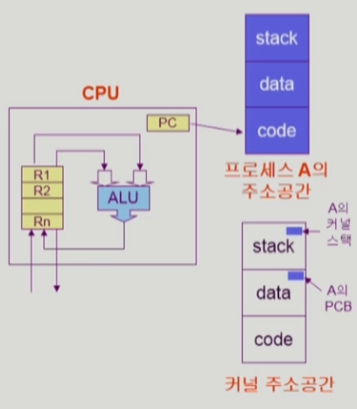 stack
data
code
CPU
PC
R1
R2
Rn
ALU
프로세스 A의
주소공간
A의
커널
스택
stack
data
code
A의
PCB
커널 주소공간